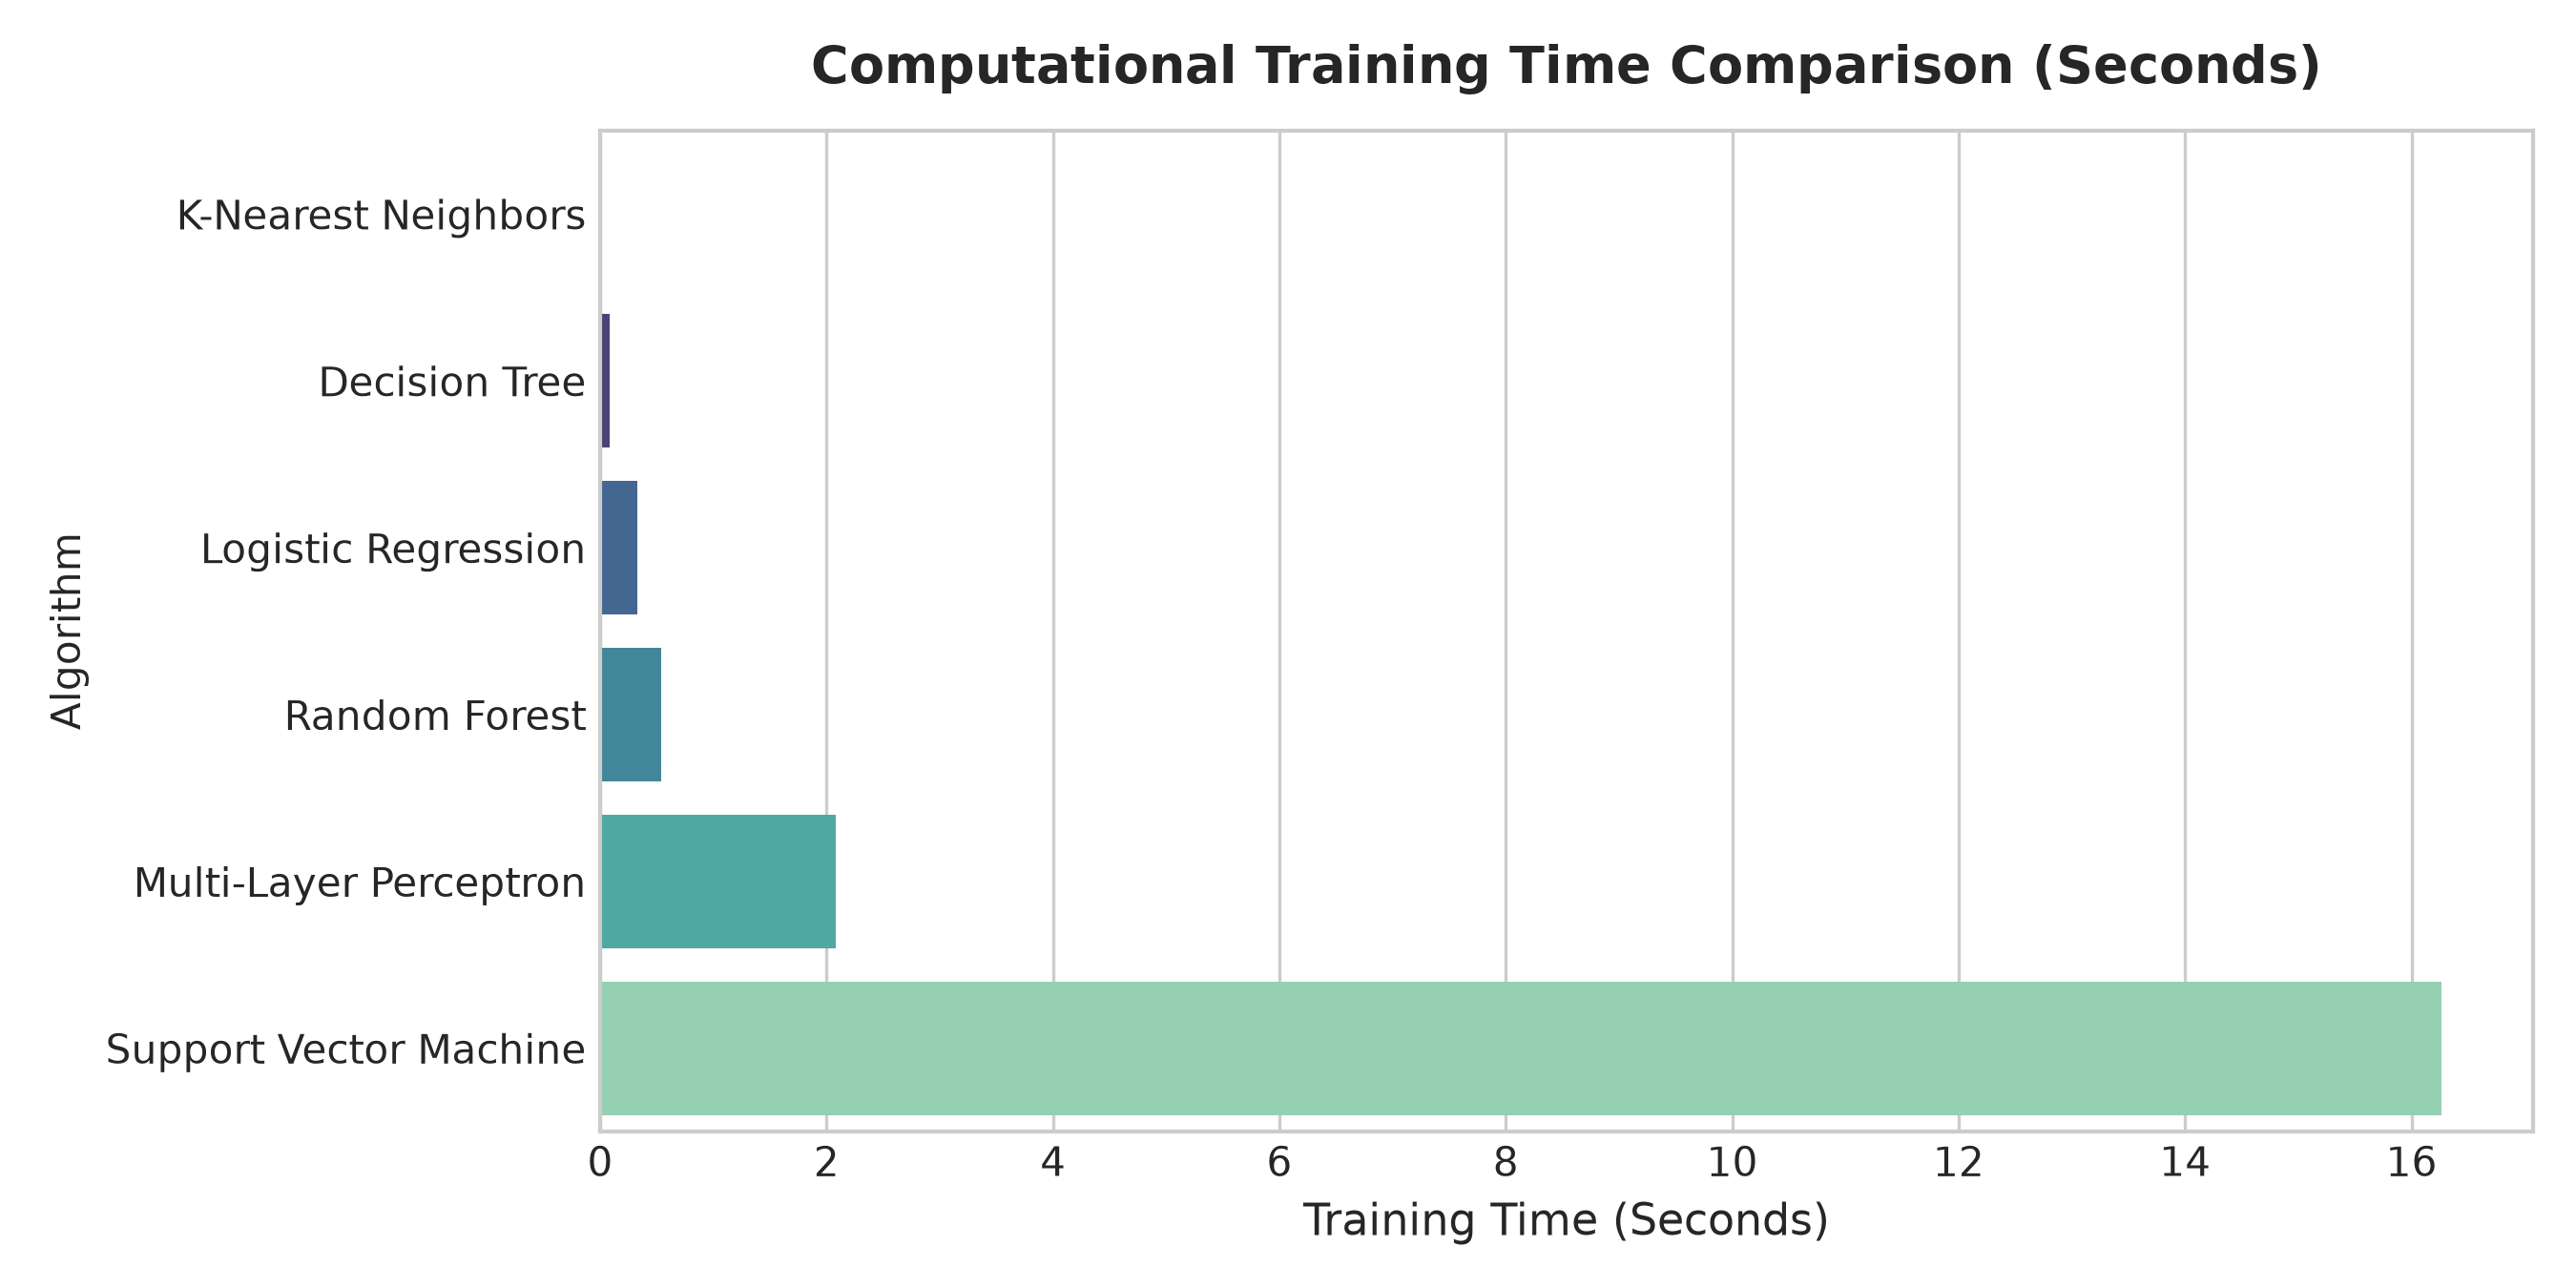 Computational Training Time Comparison (Seconds)
K-Nearest Neighbors
Decision Tree
Logistic Regression
Random Forest
Multi-Layer Perceptron
Support Vector Machine
Algorithm
0 2 4 6 8 10 12 14 16
Training Time (Seconds)